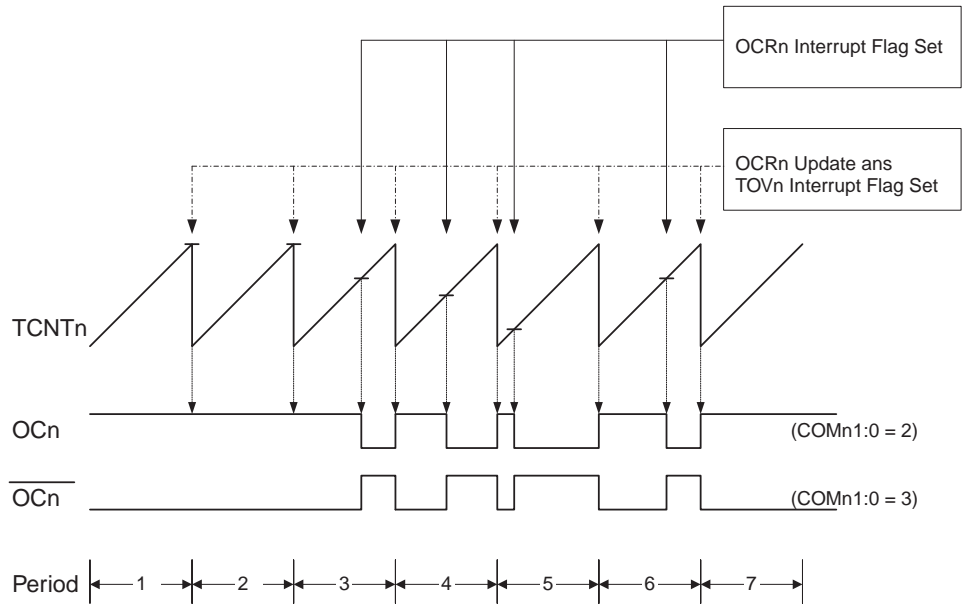 OCRn Interrupt Flag Set
OCRn Update ans
TOVn Interrupt Flag Set
TCNTn
OCn
(COMn1:0 = 2)
OCn
(COMn1:0 = 3)
Period 1 2 3 4 5 6 7